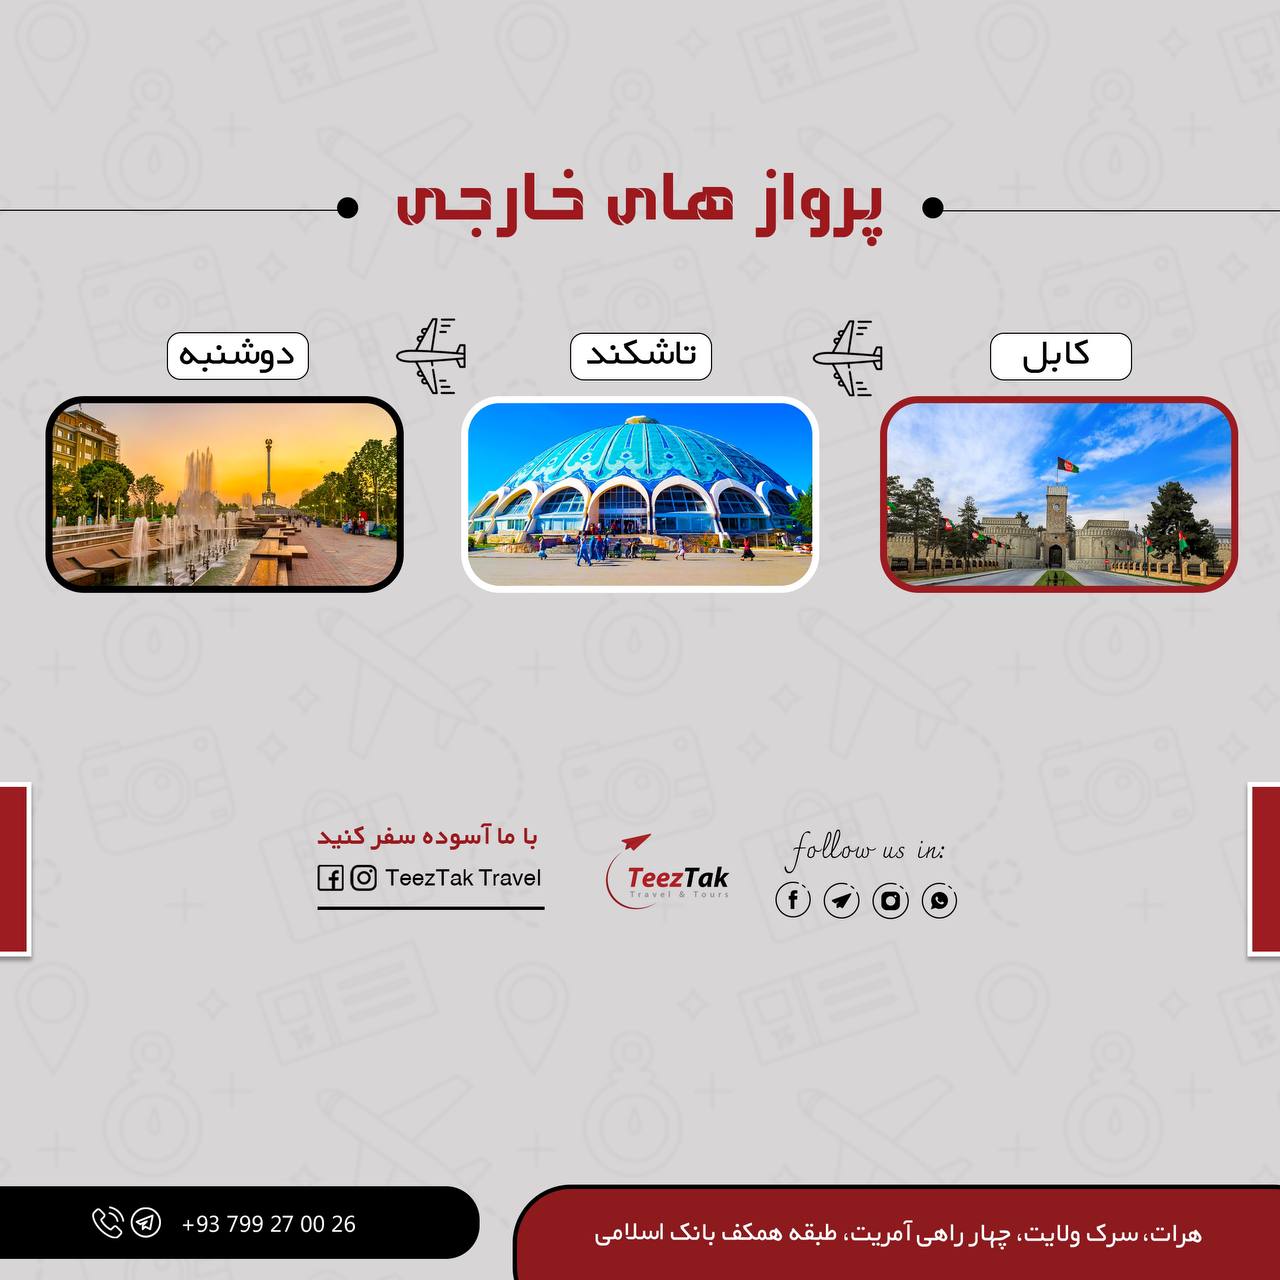 پرواز های خارجی
کابل
تاشکند
دوشنبه
با ما آسوده سفر کنید
TeezTak Travel
TeezTak
Travel & Tours
follow us in:
+93 799 27 00 26
هرات، سرک ولایت، چهار راهی آمریت، طبقه همکف بانک اسلامی